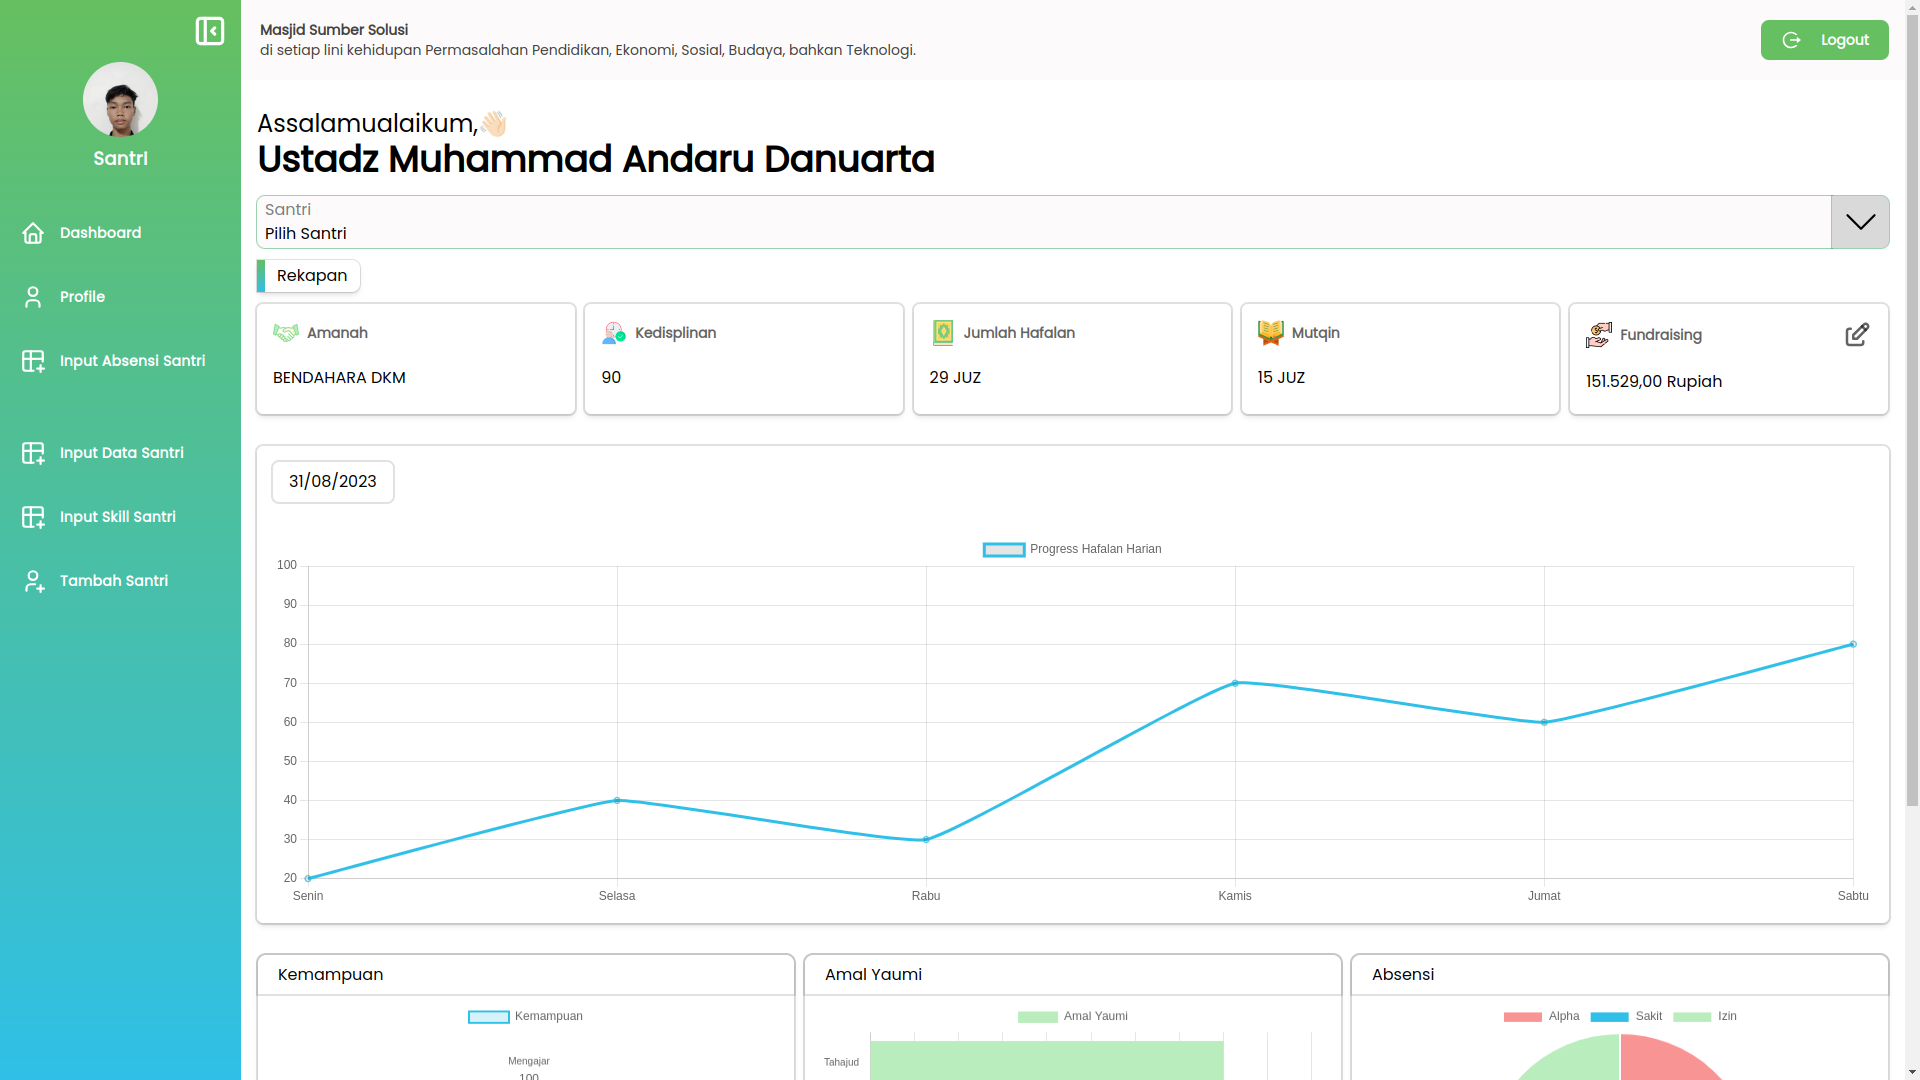 Masjid Sumber Solusi
di setiap lini kehidupan Permasalahan Pendidikan, Ekonomi, Sosial, Budaya, bahkan Teknologi.
Logout
SantrI
Dashboard
Profile
Input Absensi Santri
Input Data Santri
Input Skill Santri
Tambah Santri
Assalamualaikum,👋🏻
Ustadz Muhammad Andaru Danuarta
Santri
Pilih Santri
Rekapan
Amanah
BENDAHARA DKM
Kedisplinan
90
Jumlah Hafalan
29 JUZ
Mutqin
15 JUZ
Fundraising
151.529,00 Rupiah
31/08/2023
Progress Hafalan Harian
100
90
80
70
60
50
40
30
20
Senin Selasa Rabu Kamis Jumat Sabtu
Kemampuan
Kemampuan
Mengajar
100
Amal Yaumi
Amal Yaumi
Tahajud
Absensi
Alpha Sakit Izin